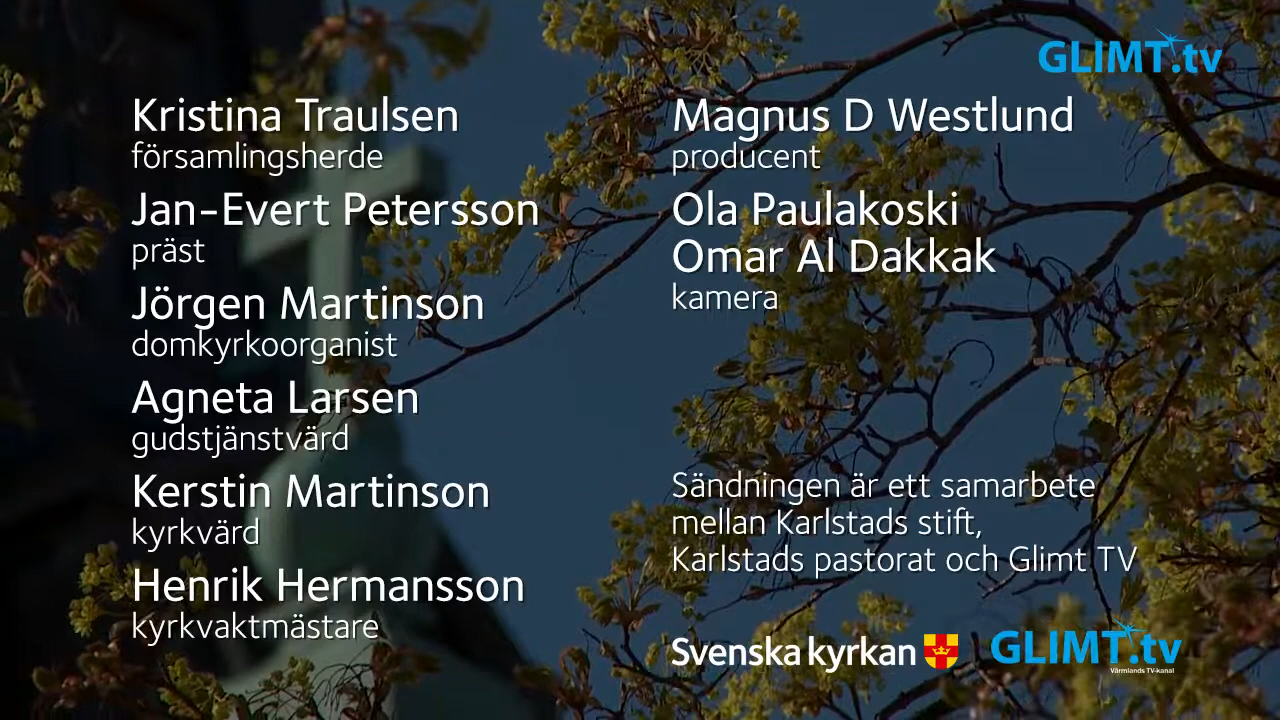 GLIMT.tv
Kristina Traulsen
församlingsherde
Jan-Evert Petersson
präst
Jörgen Martinson
domkyrkoorganist
Agneta Larsen
gudstjänstvärd
Kerstin Martinson
kyrkvärd
Henrik Hermansson
kyrkvaktmästare
Magnus D Westlund
producent
Ola Paulakoski
Omar Al Dakkak
kamera
Sändningen är ett samarbete
mellan Karlstads stift,
Karlstads pastorat och Glimt TV
Svenska kyrkan
GLIMT.tv
Värmlands TV-kanal